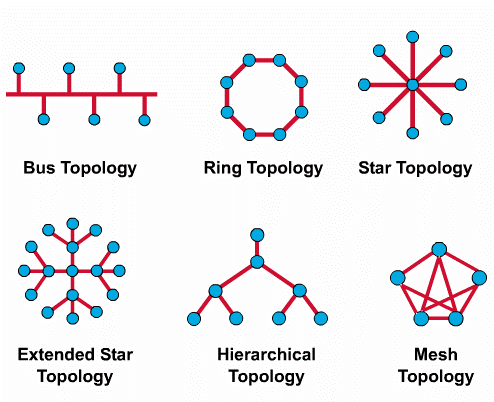 Bus Topology
Ring Topology
Star Topology
Extended Star
Topology
Hierarchical
Topology
Mesh
Topology